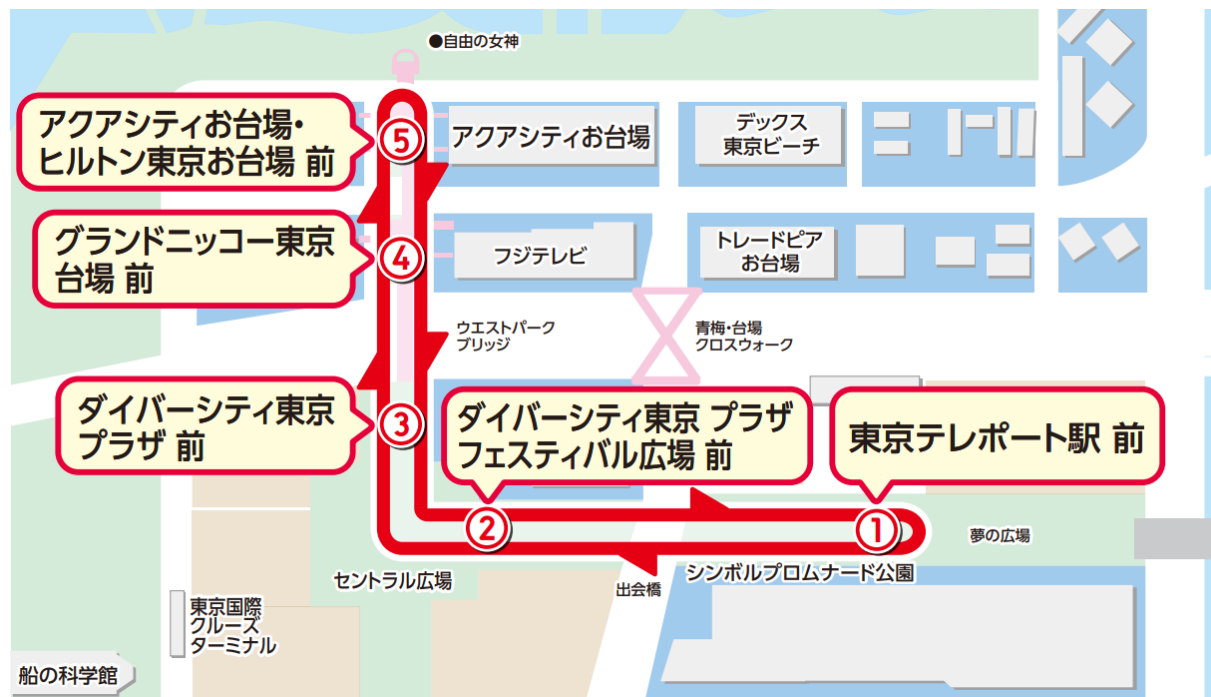 ●自由の女神
アクアシティお台場・
ヒルトン東京お台場 前
⑤
アクアシティお台場
デックス
東京ビーチ
グランドニッコー東京
台場 前
④
フジテレビ
トレードピア
お台場
ウエストパーク
ブリッジ
青梅・台場
クロスウォーク
ダイバーシティ東京
プラザ 前
③
ダイバーシティ東京 プラザ
フェスティバル広場 前
東京テレポート駅 前
②
①
夢の広場
セントラル広場
出会橋
シンボルプロムナード公園
東京国際
クルーズ
ターミナル
船の科学館